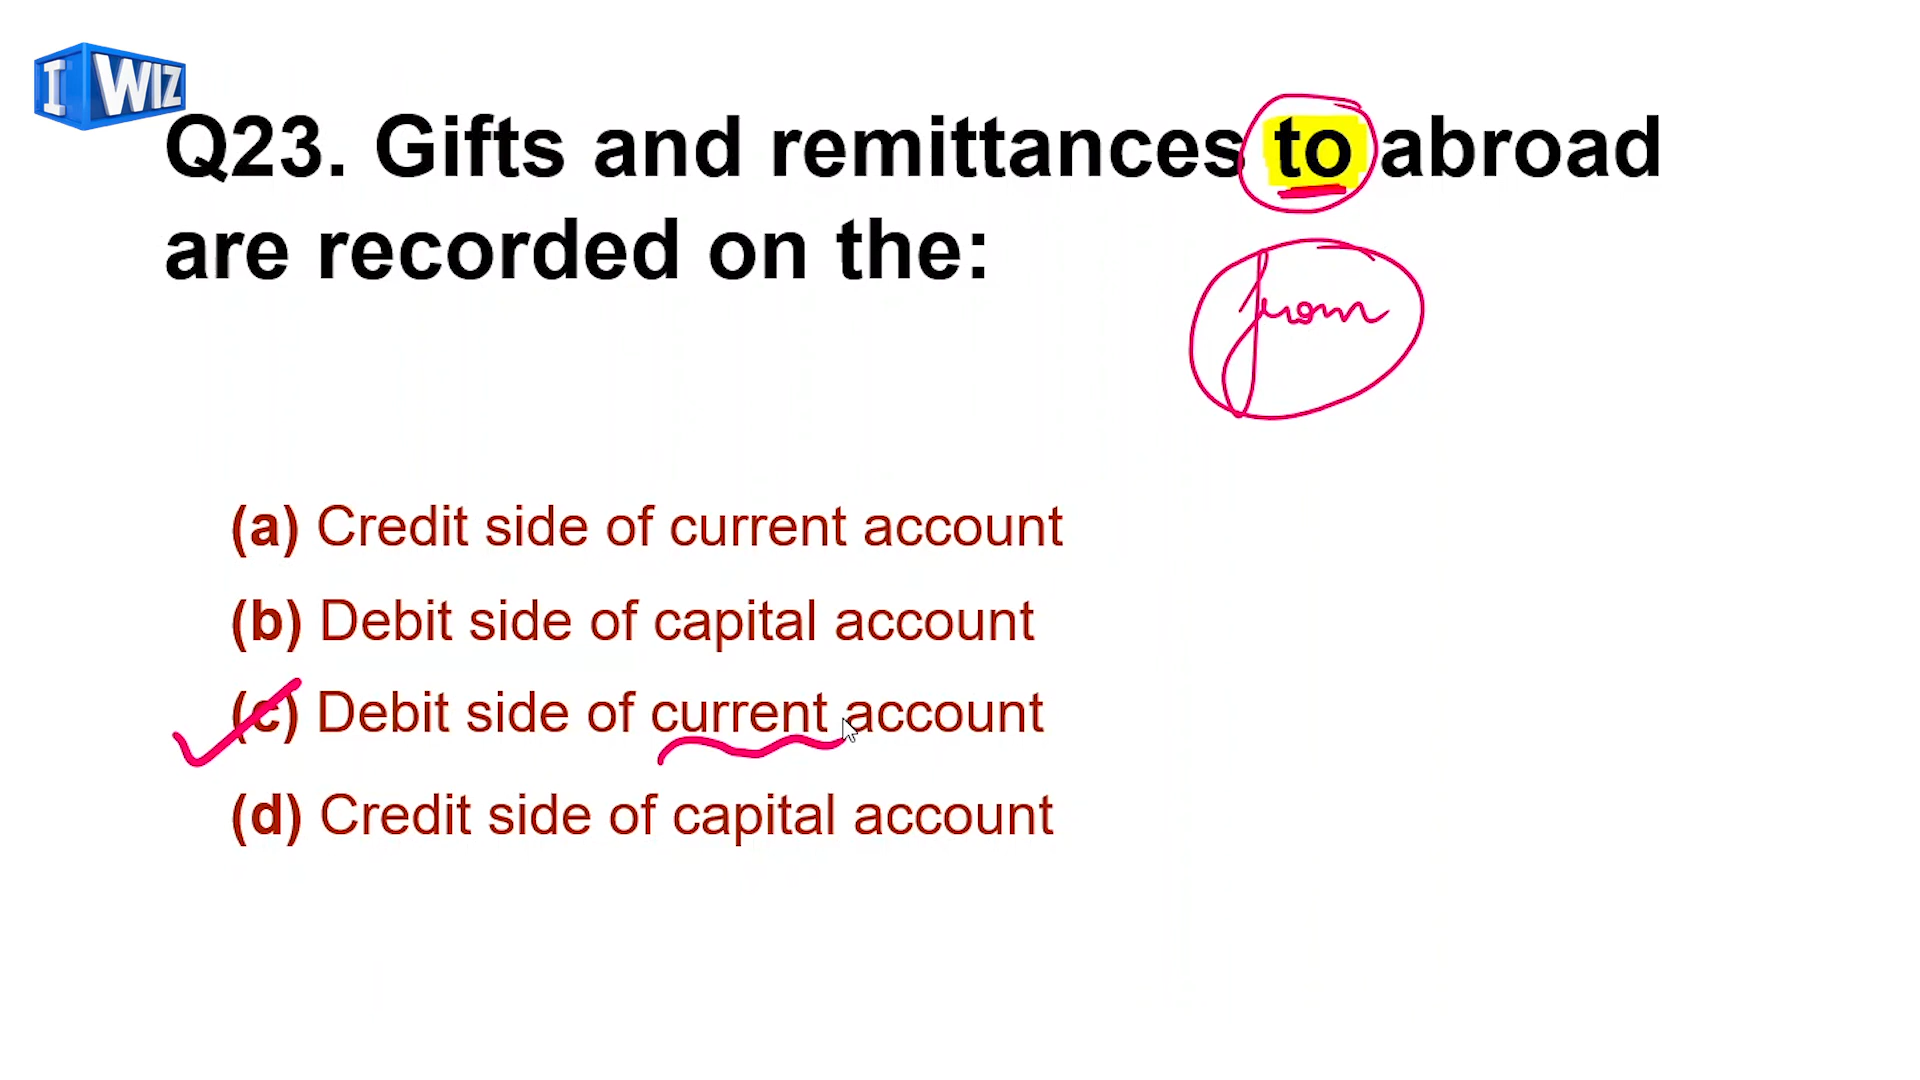 I WIZ
Q23. Gifts and remittances to abroad
are recorded on the:
from
(a) Credit side of current account
(b) Debit side of capital account
(c) Debit side of current account
(d) Credit side of capital account